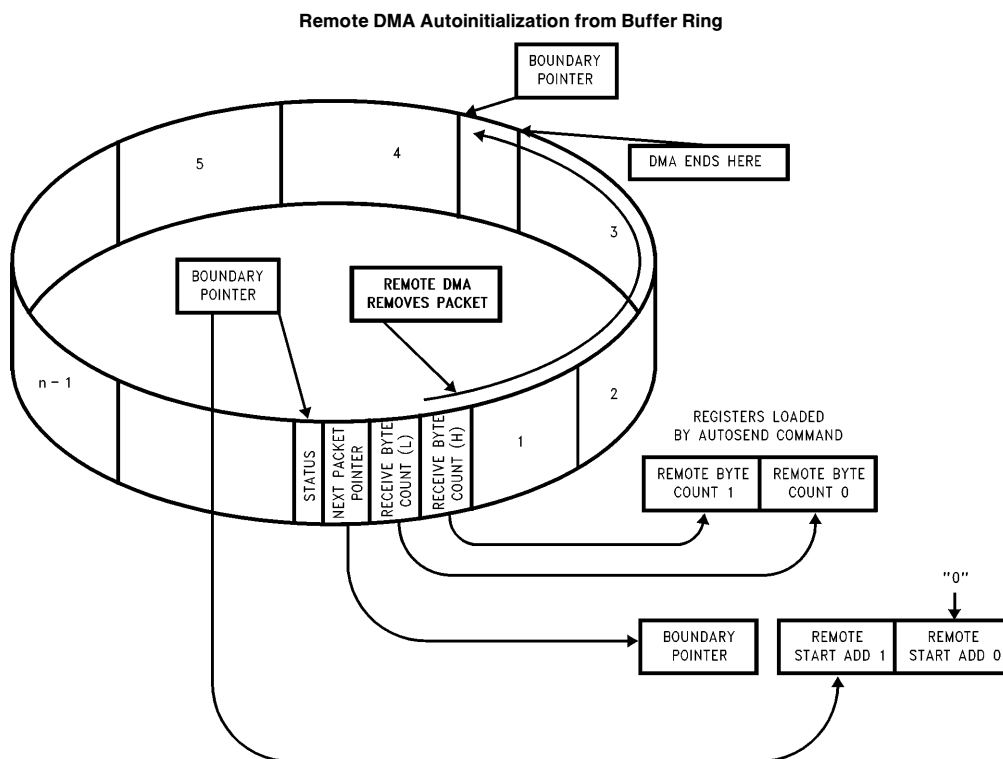 Remote DMA Autoinitialization from Buffer Ring
BOUNDARY
POINTER
5
4
DMA ENDS HERE
3
BOUNDARY
POINTER
REMOTE DMA
REMOVES PACKET
n – 1
2
1
STATUS
NEXT PACKET
POINTER
RECEIVE BYTE
COUNT (L)
RECEIVE BYTE
COUNT (H)
REGISTERS LOADED
BY AUTOSEND COMMAND
REMOTE BYTE
COUNT 1
REMOTE BYTE
COUNT 0
"0"
BOUNDARY
POINTER
REMOTE
START ADD 1
REMOTE
START ADD 0